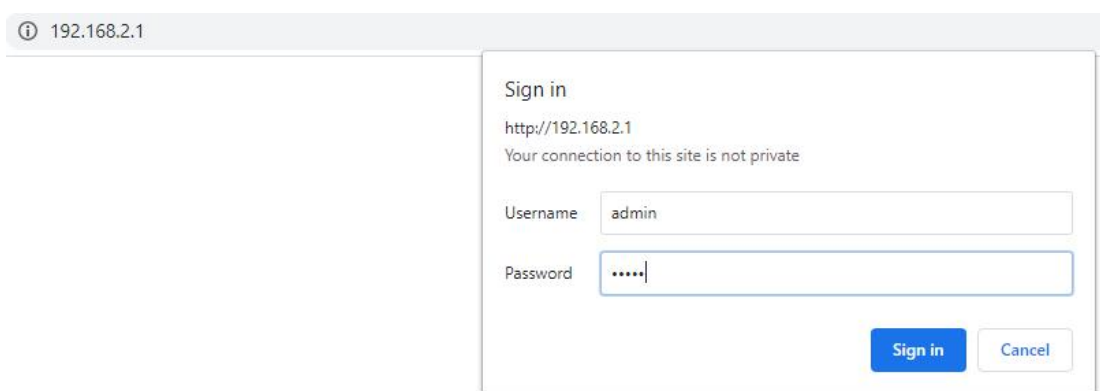 192.168.2.1
Sign in
http://192.168.2.1
Your connection to this site is not private
Username admin
Password •••••
Sign in Cancel